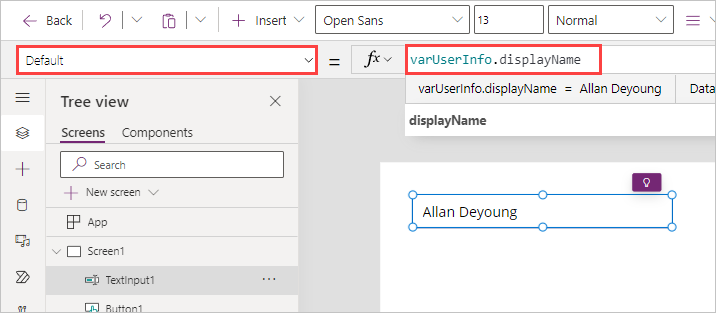 Back Insert Open Sans 13 Normal
Default = fx varUserInfo.displayName
varUserInfo.displayName = Allan Deyoung Data
displayName
Tree view
Screens Components
Search
New screen
App
Screen1
TextInput1
Button1
Allan Deyoung